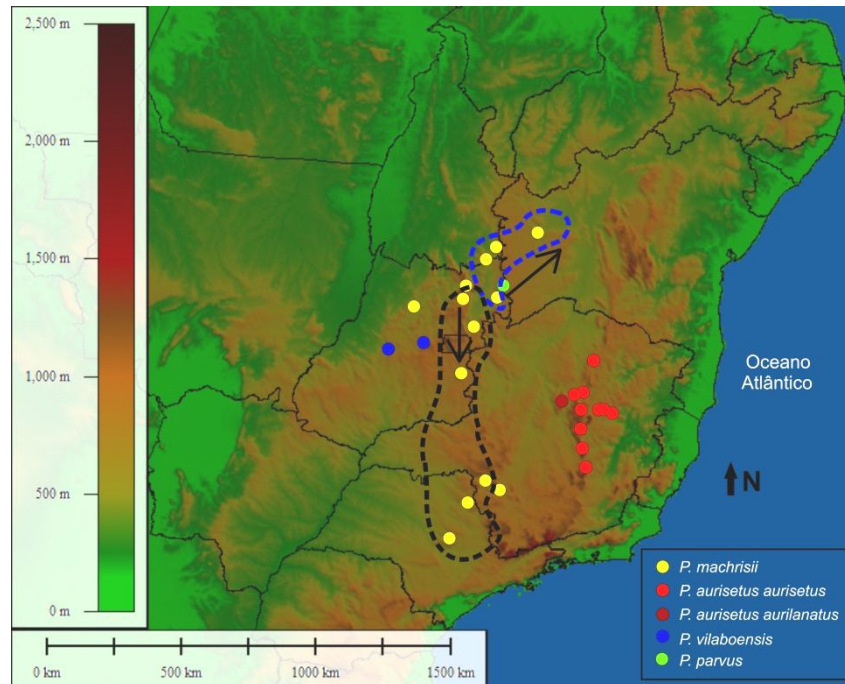 2,500 m
2,000 m
1,500 m
1,000 m
500 m
0 m
Oceano
Atlântico
N
P. machrisii
P. aurisetus aurisetus
P. aurisetus aurilanatus
P. vilaboensis
P. parvus
0 km
500 km
1000 km
1500 km